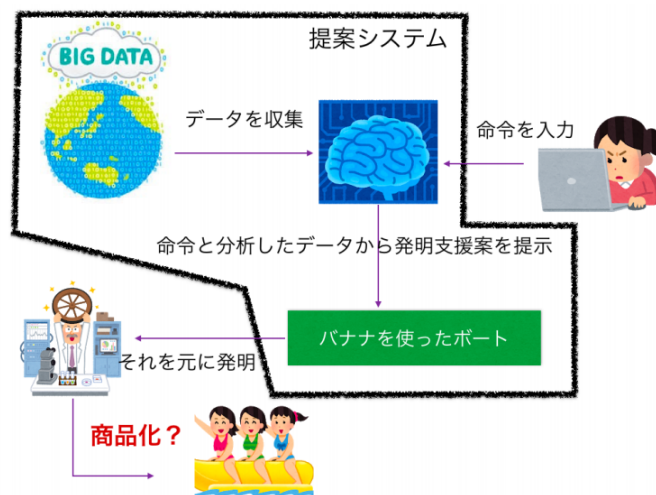 BIG DATA
提案システム
データを収集
命令を入力
命令と分析したデータから発明支援案を提示
バナナを使ったボート
それを元に発明
商品化？